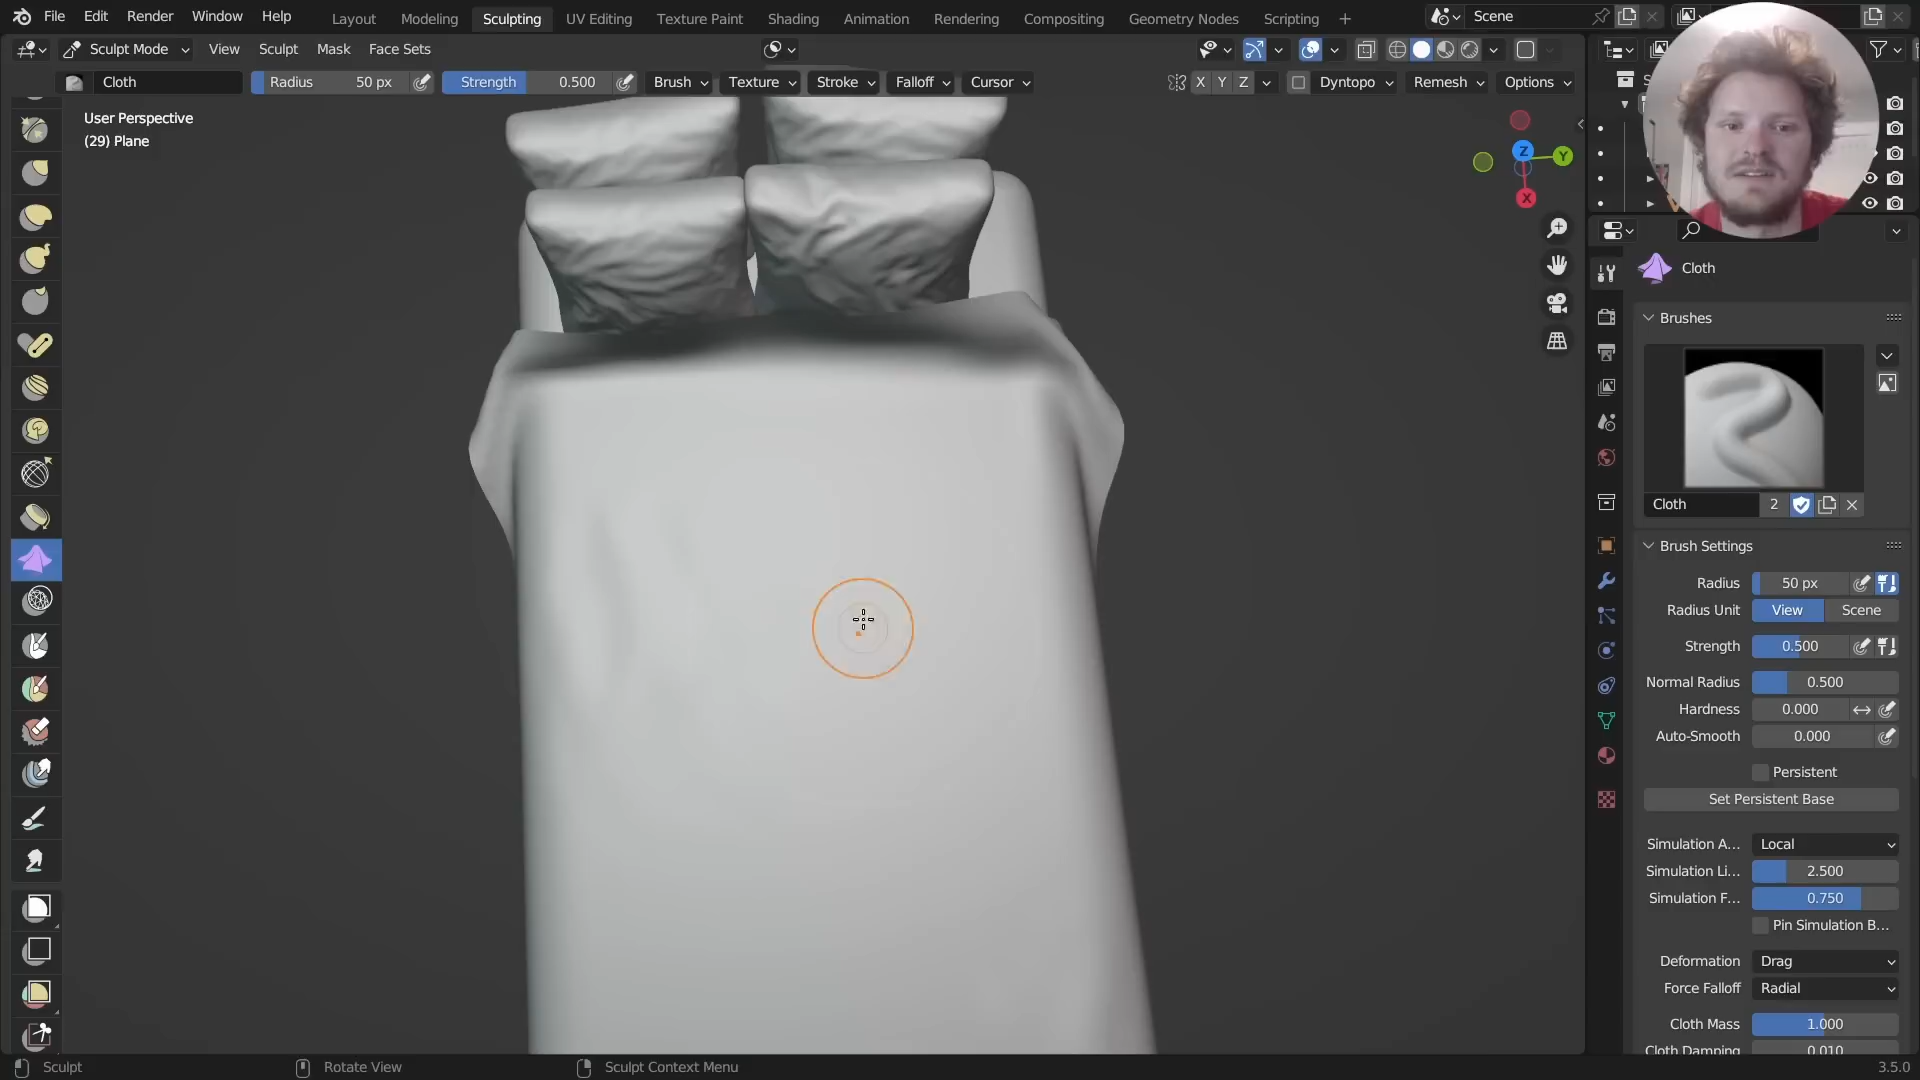 File Edit Render Window Help Layout Modeling Sculpting UV Editing Texture Paint Shading Animation Rendering Compositing Geometry Nodes Scripting + Scene
Sculpt Mode View Sculpt Mask Face Sets
Cloth Radius 50 px Strength 0.500 Brush Texture Stroke Falloff Cursor X Y Z Dyntopo Remesh Options
User Perspective
(29) Plane
Z
Y
X
Cloth
Brushes
Cloth 2
Brush Settings
Radius 50 px
Radius Unit View Scene
Strength 0.500
Normal Radius 0.500
Hardness 0.000
Auto-Smooth 0.000
Persistent
Set Persistent Base
Simulation A... Local
Simulation Li... 2.500
Simulation F... 0.750
Pin Simulation B...
Deformation Drag
Force Falloff Radial
Cloth Mass 1.000
Cloth Damping 0.010
Sculpt Rotate View Sculpt Context Menu 3.5.0